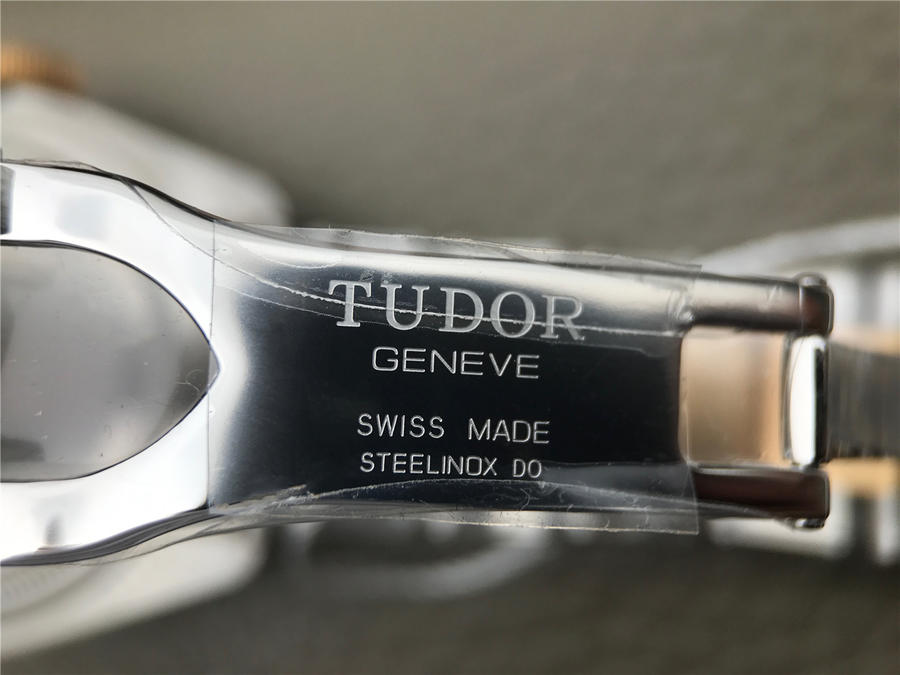 TUDOR
GENEVE
SWISS MADE
STEELINOX DO